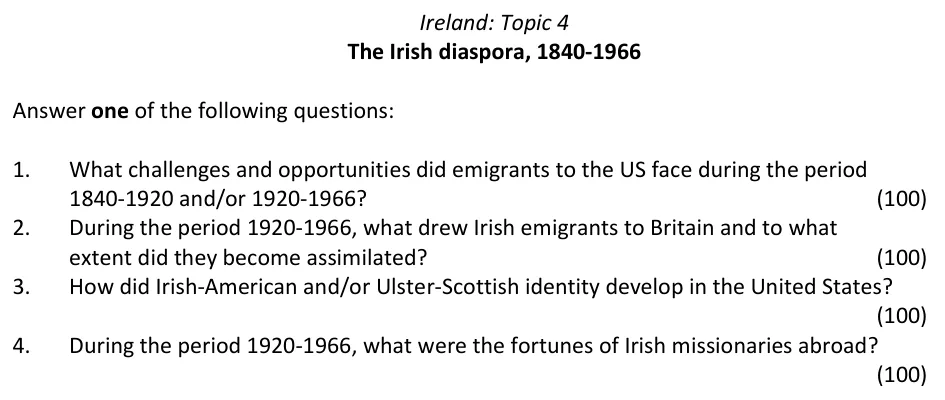 Ireland: Topic 4
The Irish diaspora, 1840-1966
Answer one of the following questions:
1. What challenges and opportunities did emigrants to the US face during the period
1840-1920 and/or 1920-1966? (100)
2. During the period 1920-1966, what drew Irish emigrants to Britain and to what
extent did they become assimilated? (100)
3. How did Irish-American and/or Ulster-Scottish identity develop in the United States?
(100)
4. During the period 1920-1966, what were the fortunes of Irish missionaries abroad?
(100)